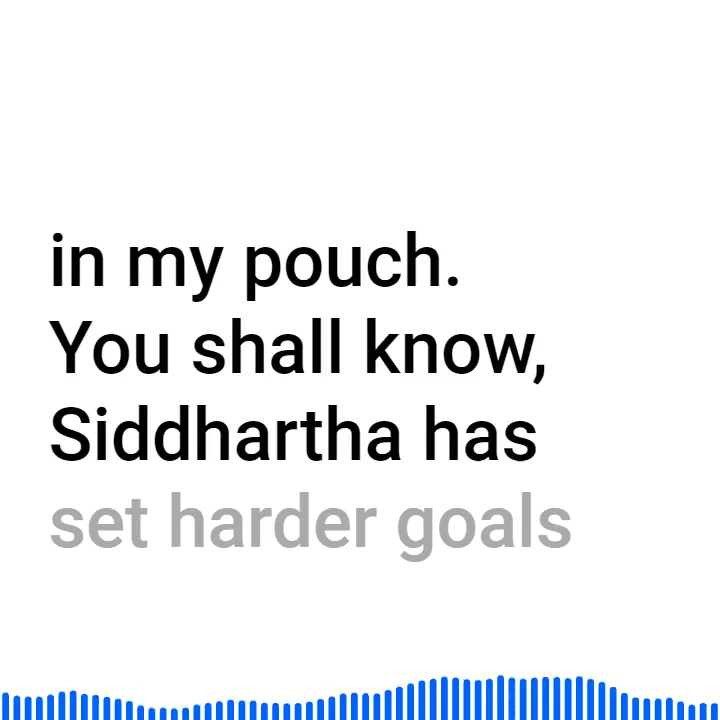 in my pouch.
You shall know,
Siddhartha has
set harder goals